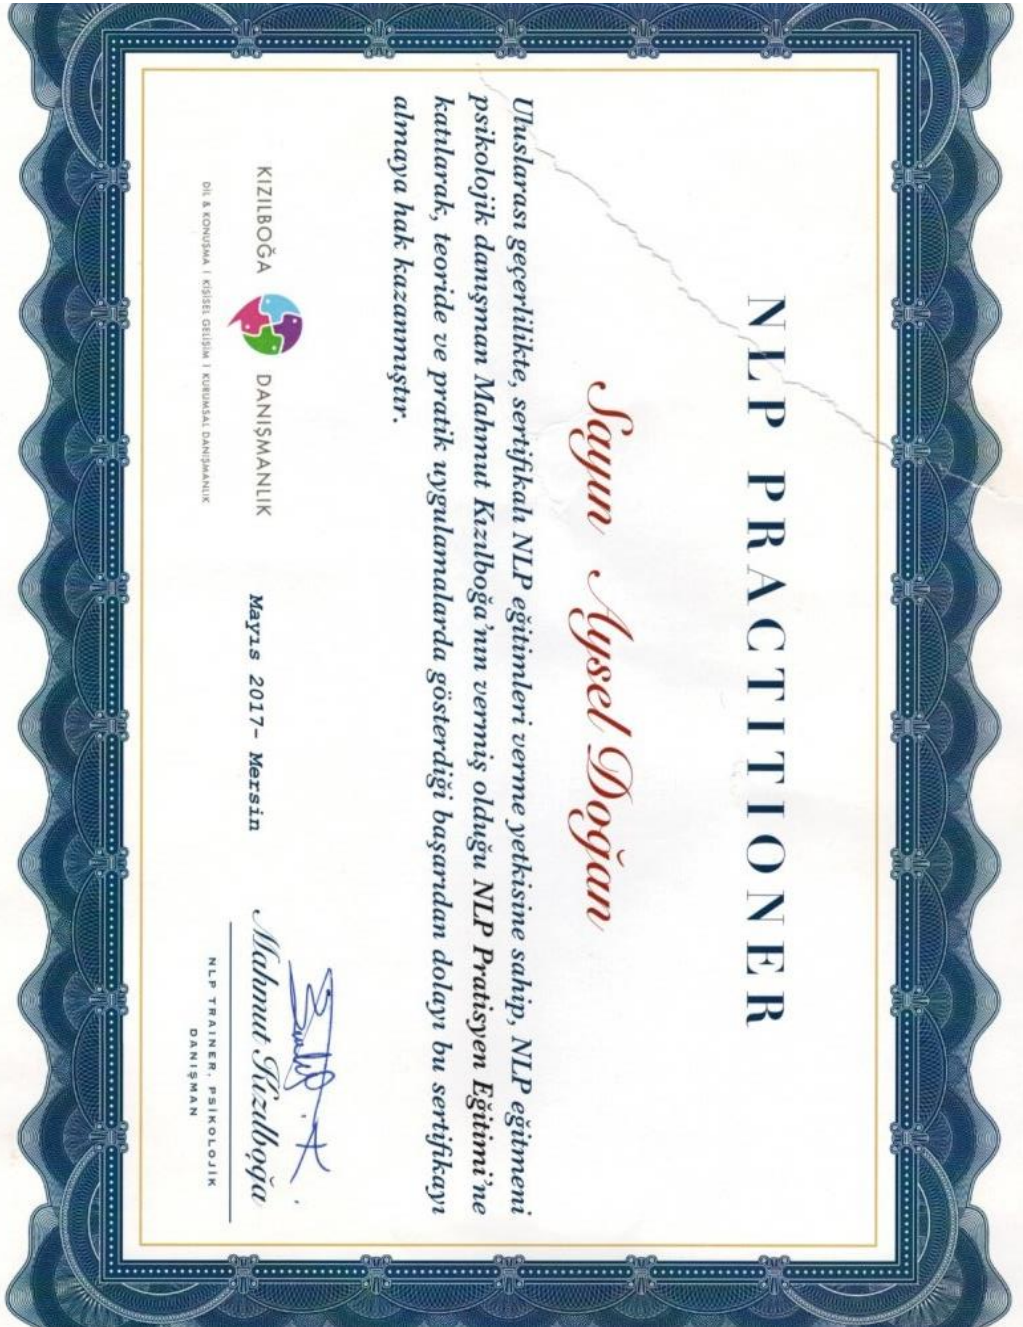 NLP PRACTITIONER
Sayın Aysel Doğan
Uluslarası geçerlilikte, sertifikalı NLP eğitimleri verme yetkisine sahip, NLP eğitmeni
psikolojik danışman Mahmut Kızılboğa'nın vermiş olduğu NLP Pratisyen Eğitimi'ne
katılarak, teoride ve pratik uygulamalarda gösterdiği başarıdan dolayı bu sertifikayı
almaya hak kazanmıştır.
KIZILBOĞA DANIŞMANLIK
DİL & KONUŞMA | KİŞİSEL GELİŞİM | KURUMSAL DANIŞMANLIK
Mayıs 2017- Mersin
Mahmut Kızılboğa
NLP TRAINER, PSİKOLOJİK
DANIŞMAN